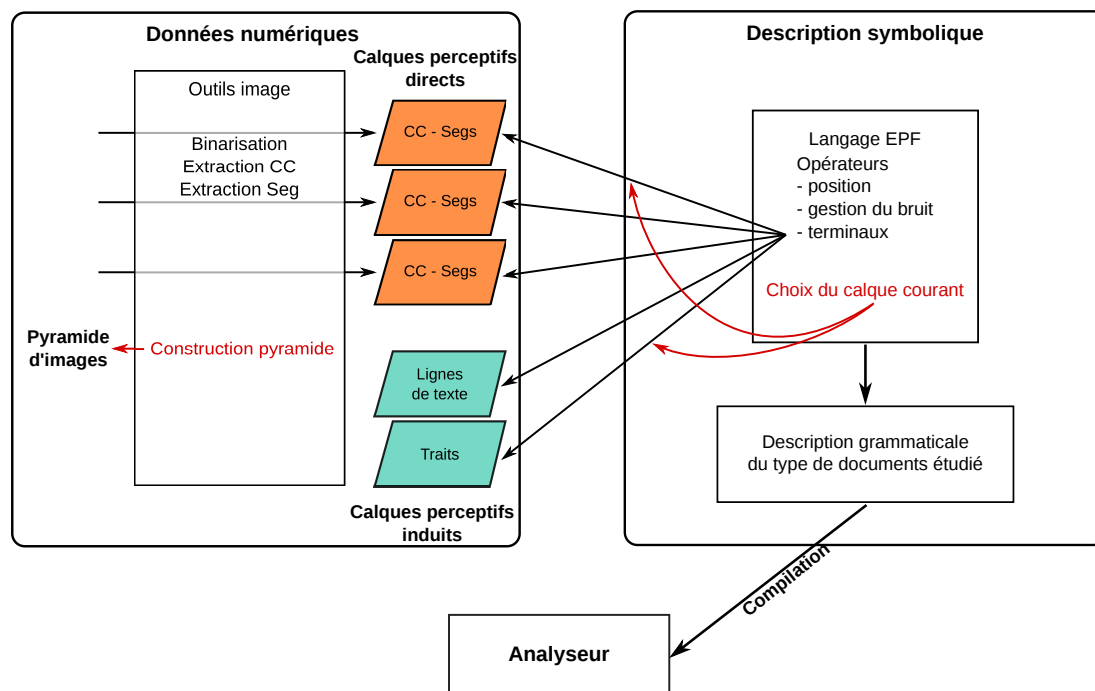 Données numériques
Calques perceptifs
directs
Outils image
Binarisation
Extraction CC
Extraction Seg
CC - Segs
CC - Segs
CC - Segs
Pyramide
d'images
Construction pyramide
Lignes
de texte
Traits
Calques perceptifs
induits
Description symbolique
Langage EPF
Opérateurs
- position
- gestion du bruit
- terminaux
Choix du calque courant
Description grammaticale
du type de documents étudié
Compilation
Analyseur